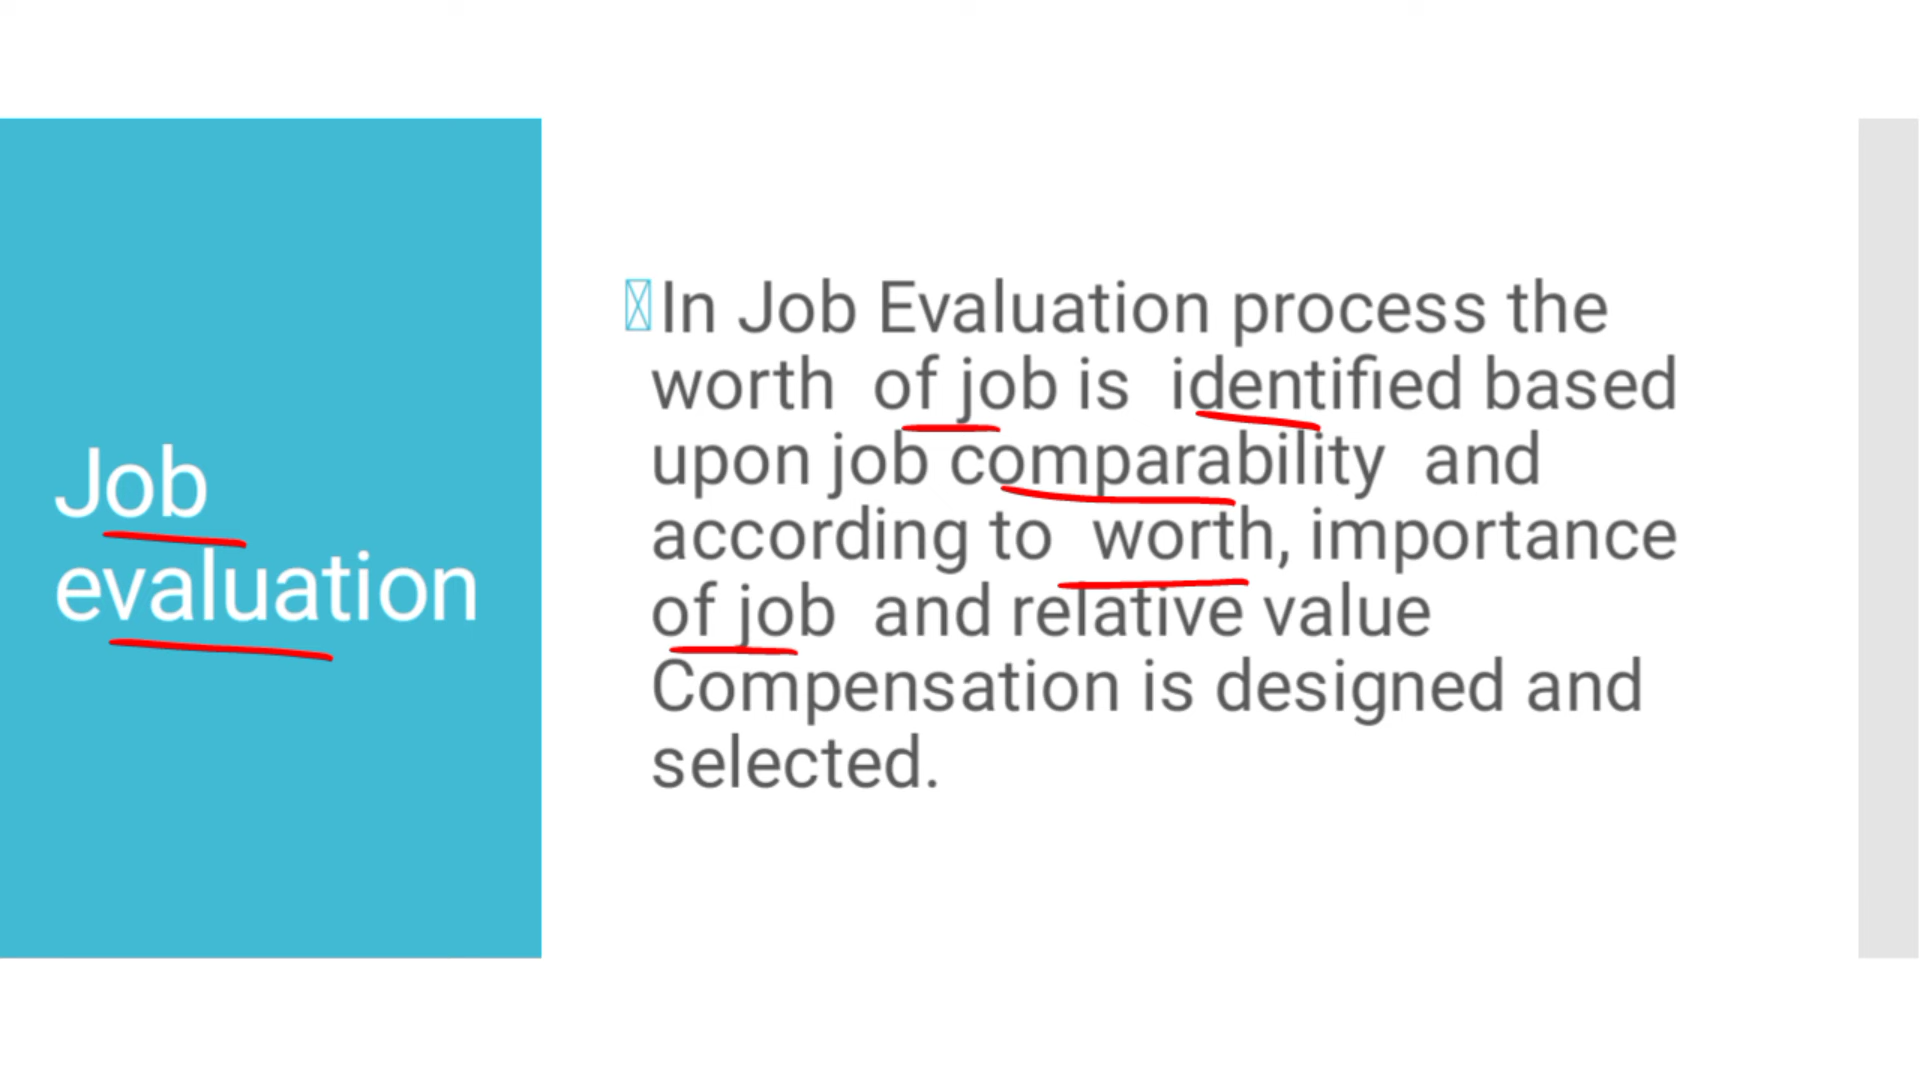 Job
evaluation
In Job Evaluation process the
worth of job is identified based
upon job comparability and
according to worth, importance
of job and relative value
Compensation is designed and
selected.